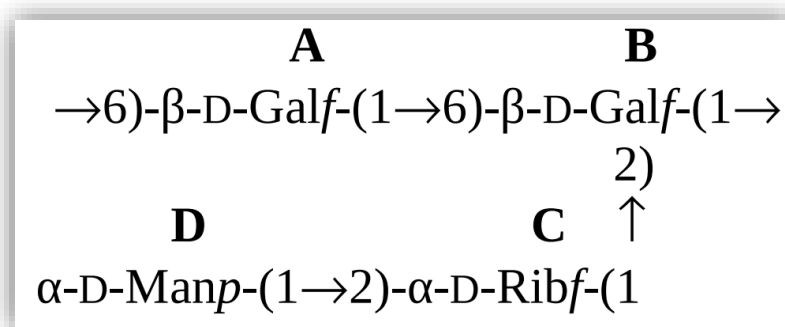 A B
→6)-β-D-Galf-(1→6)-β-D-Galf-(1→
2)
D C ↑
α-D-Manp-(1→2)-α-D-Ribf-(1